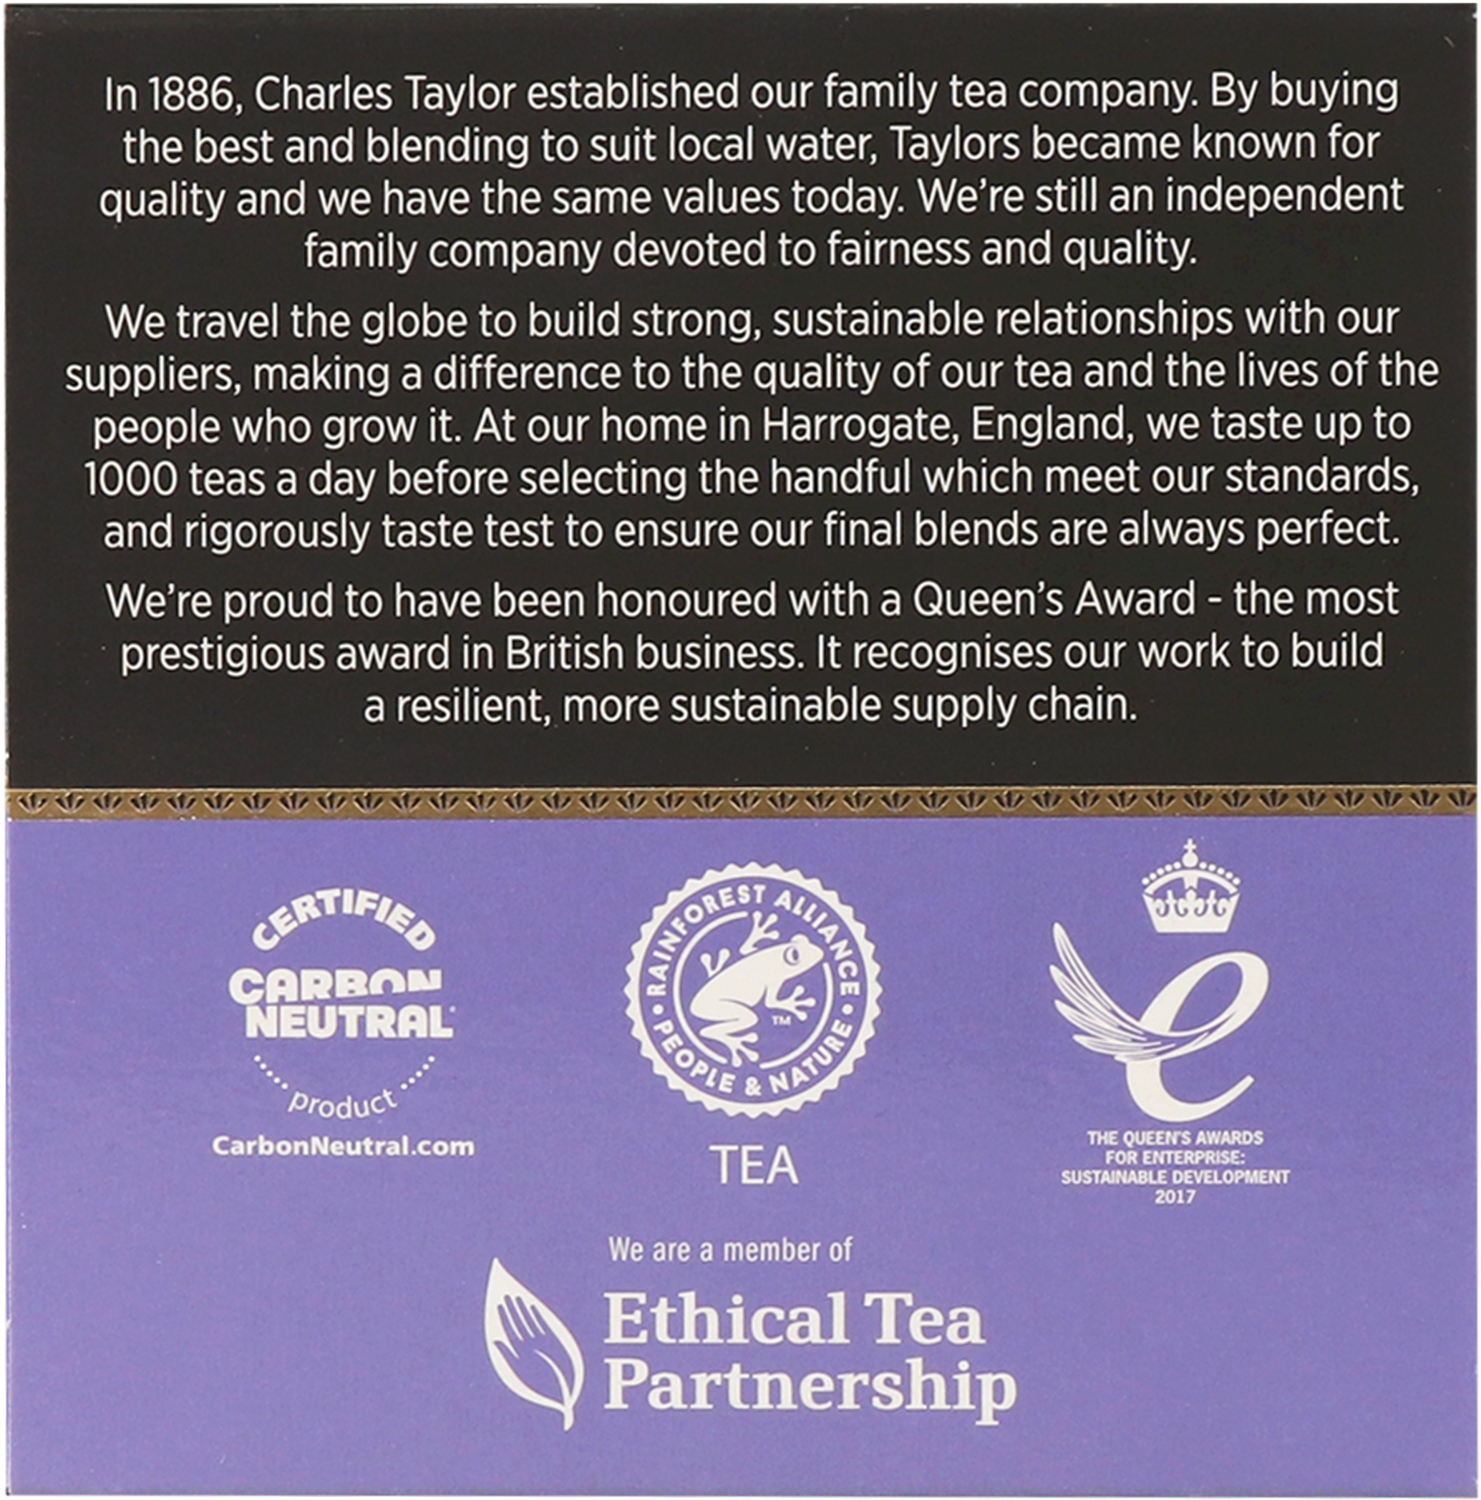 In 1886, Charles Taylor established our family tea company. By buying
the best and blending to suit local water, Taylors became known for
quality and we have the same values today. We're still an independent
family company devoted to fairness and quality.
We travel the globe to build strong, sustainable relationships with our
suppliers, making a difference to the quality of our tea and the lives of the
people who grow it. At our home in Harrogate, England, we taste up to
1000 teas a day before selecting the handful which meet our standards,
and rigorously taste test to ensure our final blends are always perfect.
We're proud to have been honoured with a Queen's Award - the most
prestigious award in British business. It recognises our work to build
a resilient, more sustainable supply chain.
CERTIFIED
CARBON
NEUTRAL
product
CarbonNeutral.com
RAINFOREST ALLIANCE
• PEOPLE & NATURE •
TM
TEA
e
THE QUEEN'S AWARDS
FOR ENTERPRISE:
SUSTAINABLE DEVELOPMENT
2017
We are a member of
Ethical Tea
Partnership